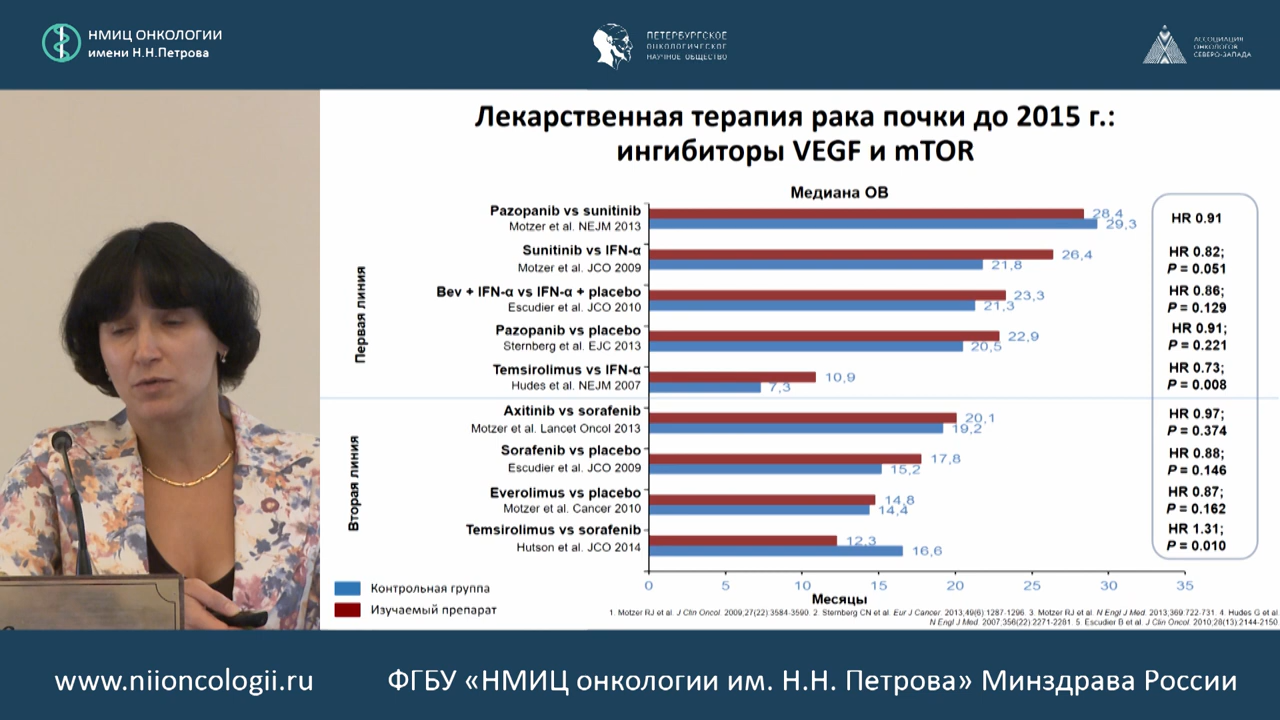 НМИЦ ОНКОЛОГИИ
имени Н.Н.Петрова
ПЕТЕРБУРГСКОЕ
ОНКОЛОГИЧЕСКОЕ
НАУЧНОЕ ОБЩЕСТВО
АССОЦИАЦИЯ
ОНКОЛОГОВ
СЕВЕРО-ЗАПАДА
Лекарственная терапия рака почки до 2015 г.:
ингибиторы VEGF и mTOR
Медиана ОВ
Первая линия
Pazopanib vs sunitinib
Motzer et al. NEJM 2013
28,4
29,3
HR 0.91
Sunitinib vs IFN-α
Motzer et al. JCO 2009
26,4
21,8
HR 0.82;
P = 0.051
Bev + IFN-α vs IFN-α + placebo
Escudier et al. JCO 2010
23,3
21,3
HR 0.86;
P = 0.129
Pazopanib vs placebo
Sternberg et al. EJC 2013
22,9
20,5
HR 0.91;
P = 0.221
Temsirolimus vs IFN-α
Hudes et al. NEJM 2007
10,9
7,3
HR 0.73;
P = 0.008
Вторая линия
Axitinib vs sorafenib
Motzer et al. Lancet Oncol 2013
20,1
19,2
HR 0.97;
P = 0.374
Sorafenib vs placebo
Escudier et al. JCO 2009
17,8
15,2
HR 0.88;
P = 0.146
Everolimus vs placebo
Motzer et al. Cancer 2010
14,8
14,4
HR 0.87;
P = 0.162
Temsirolimus vs sorafenib
Hutson et al. JCO 2014
12,3
16,6
HR 1.31;
P = 0.010
0 5 10 15 20 25 30 35
Месяцы
Контрольная группа
Изучаемый препарат
1. Motzer RJ et al. J Clin Oncol. 2009;27(22):3584-3590. 2. Sternberg CN et al. Eur J Cancer. 2013;49(6):1287-1296. 3. Motzer RJ et al. N Engl J Med. 2013;369:722-731. 4. Hudes G et al
N Engl J Med. 2007;356(22):2271-2281. 5. Escudier B et al. J Clin Oncol. 2010;28(13):2144-2150
www.niioncologii.ru
ФГБУ «НМИЦ онкологии им. Н.Н. Петрова» Минздрава России